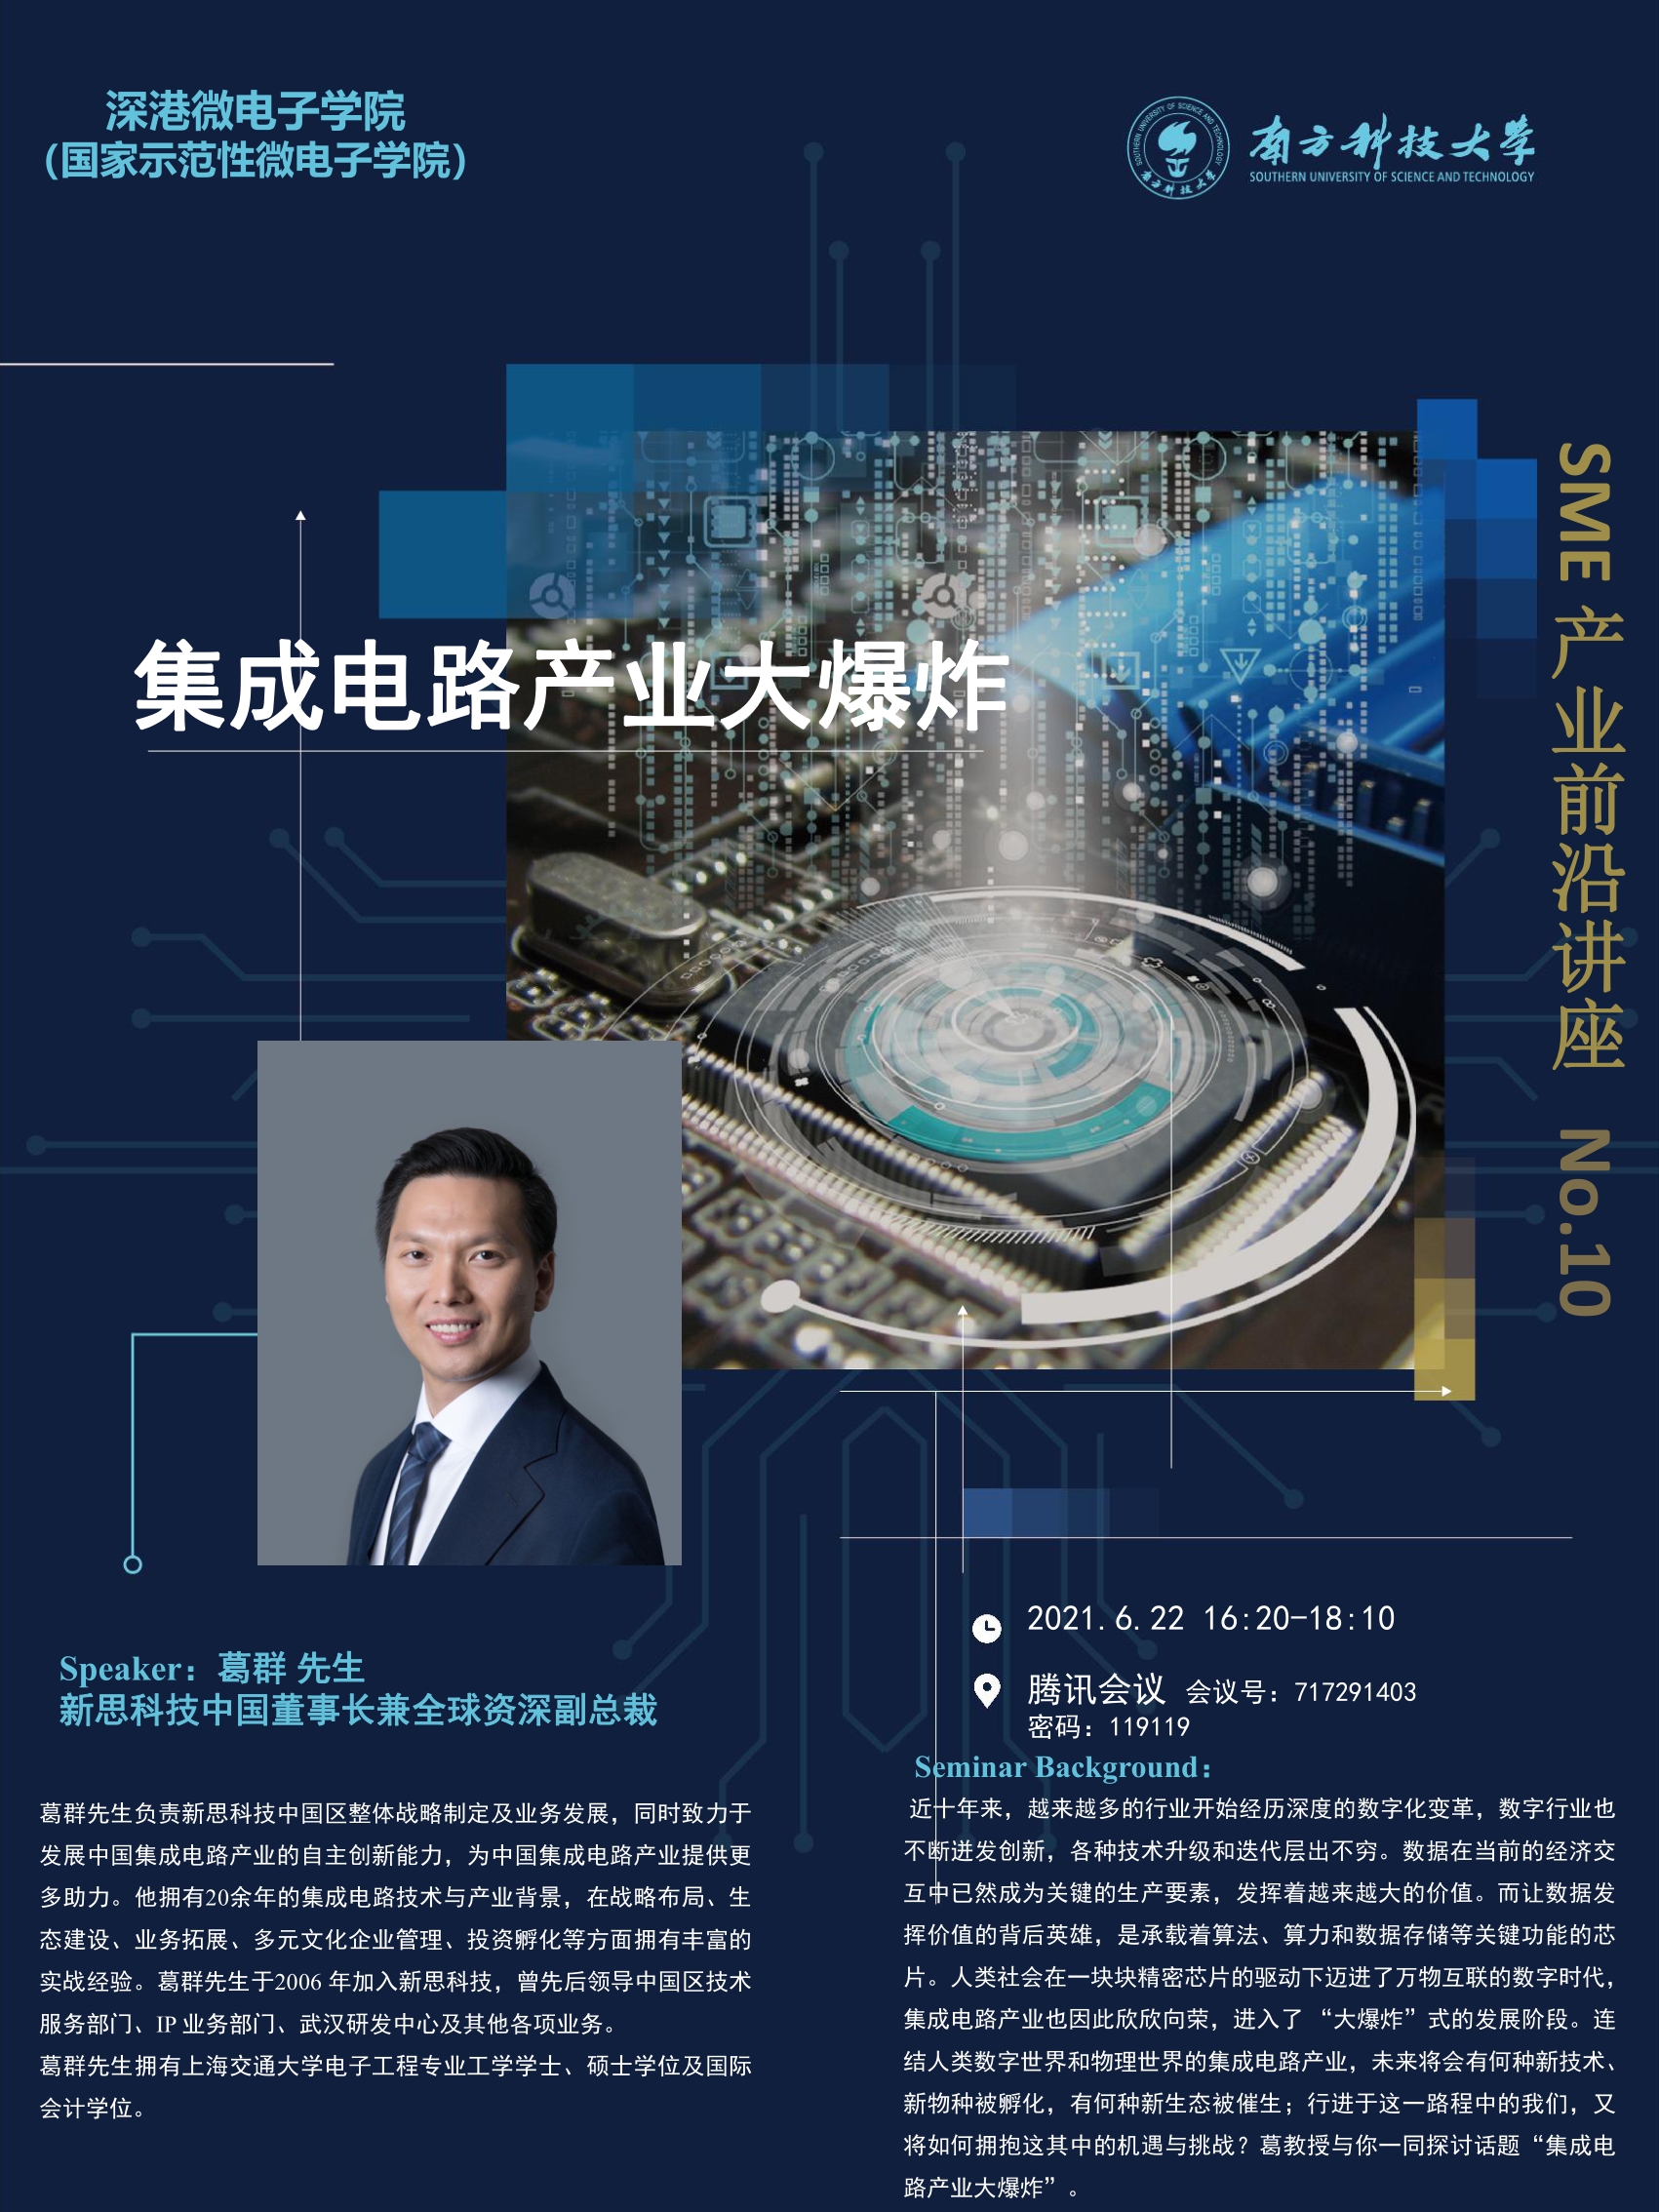 深港微电子学院
（国家示范性微电子学院）
SOUTHERN UNIVERSITY OF SCIENCE AND TECHNOLOGY
南方科技大学
南方科技大学
SOUTHERN UNIVERSITY OF SCIENCE AND TECHNOLOGY
SME 产业前沿讲座 No.10
集成电路产业大爆炸
2021.6.22 16:20-18:10
腾讯会议 会议号：717291403
密码：119119
Speaker：葛群 先生
新思科技中国董事长兼全球资深副总裁
葛群先生负责新思科技中国区整体战略制定及业务发展，同时致力于
发展中国集成电路产业的自主创新能力，为中国集成电路产业提供更
多助力。他拥有20余年的集成电路技术与产业背景，在战略布局、生
态建设、业务拓展、多元文化企业管理、投资孵化等方面拥有丰富的
实战经验。葛群先生于2006 年加入新思科技，曾先后领导中国区技术
服务部门、IP 业务部门、武汉研发中心及其他各项业务。
葛群先生拥有上海交通大学电子工程专业工学学士、硕士学位及国际
会计学位。
Seminar Background：
近十年来，越来越多的行业开始经历深度的数字化变革，数字行业也
不断迸发创新，各种技术升级和迭代层出不穷。数据在当前的经济交
互中已然成为关键的生产要素，发挥着越来越大的价值。而让数据发
挥价值的背后英雄，是承载着算法、算力和数据存储等关键功能的芯
片。人类社会在一块块精密芯片的驱动下迈进了万物互联的数字时代，
集成电路产业也因此欣欣向荣，进入了 “大爆炸”式的发展阶段。连
结人类数字世界和物理世界的集成电路产业，未来将会有何种新技术、
新物种被孵化，有何种新生态被催生；行进于这一路程中的我们，又
将如何拥抱这其中的机遇与挑战？葛教授与你一同探讨话题“集成电
路产业大爆炸”。